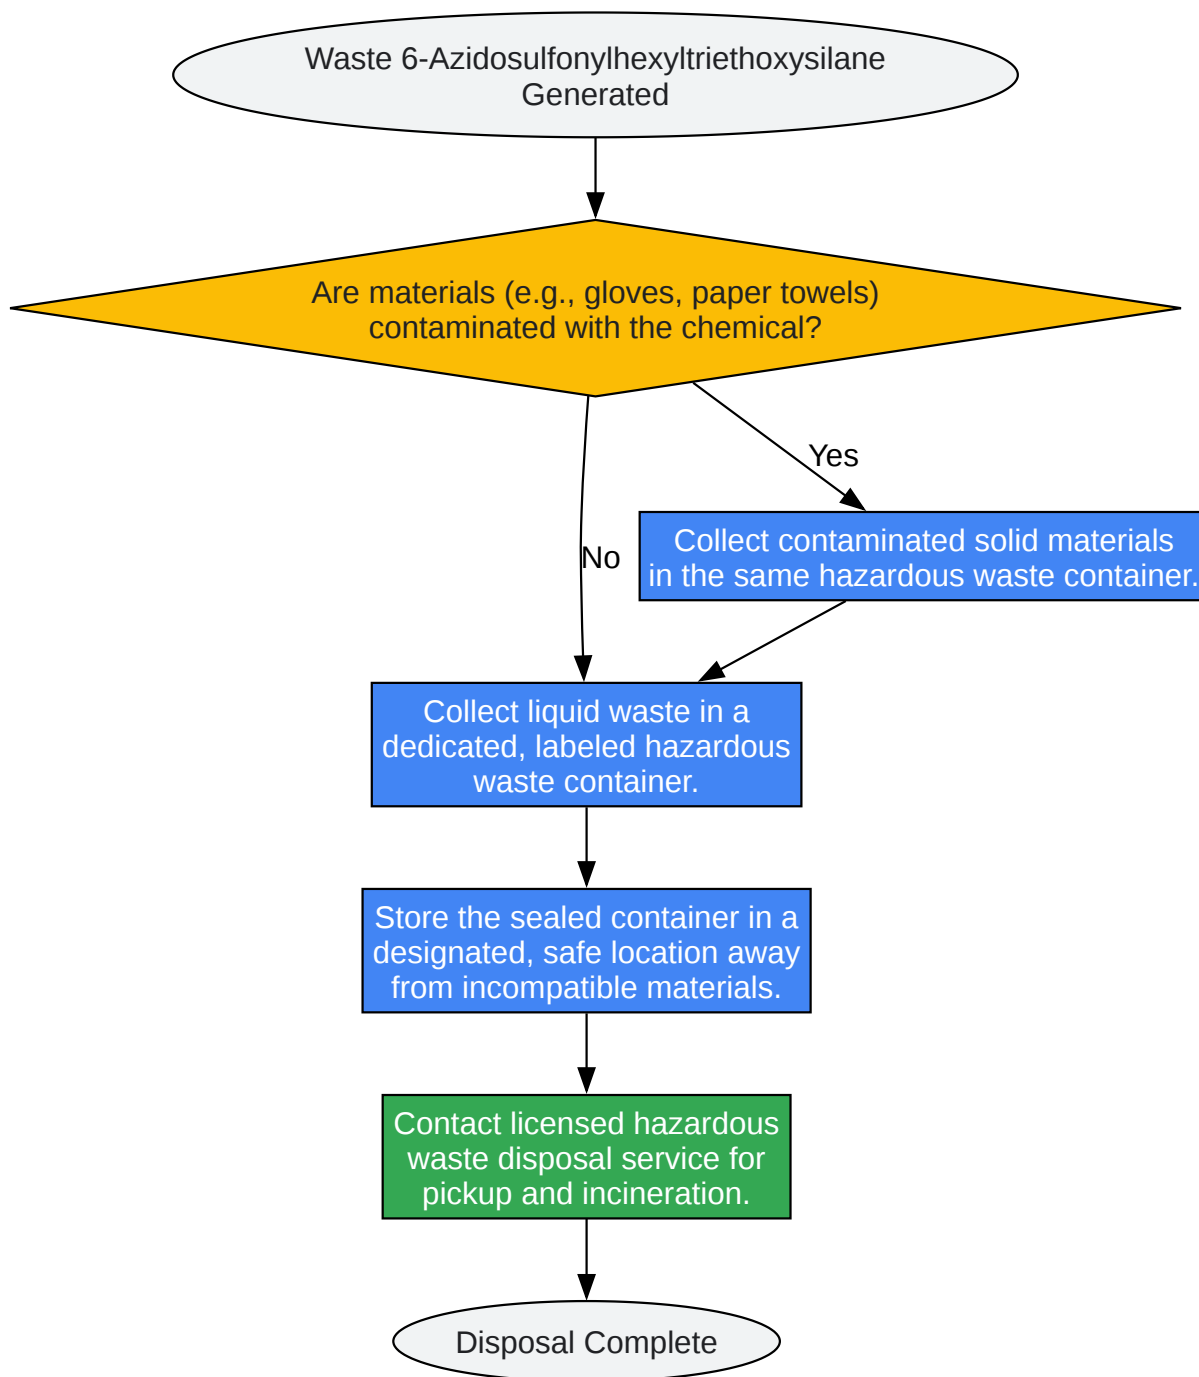 Waste 6-Azidosulfonylhexyltriethoxysilane
Generated
Are materials (e.g., gloves, paper towels)
contaminated with the chemical?
Yes
No
Collect contaminated solid materials
in the same hazardous waste container.
Collect liquid waste in a
dedicated, labeled hazardous
waste container.
Store the sealed container in a
designated, safe location away
from incompatible materials.
Contact licensed hazardous
waste disposal service for
pickup and incineration.
Disposal Complete